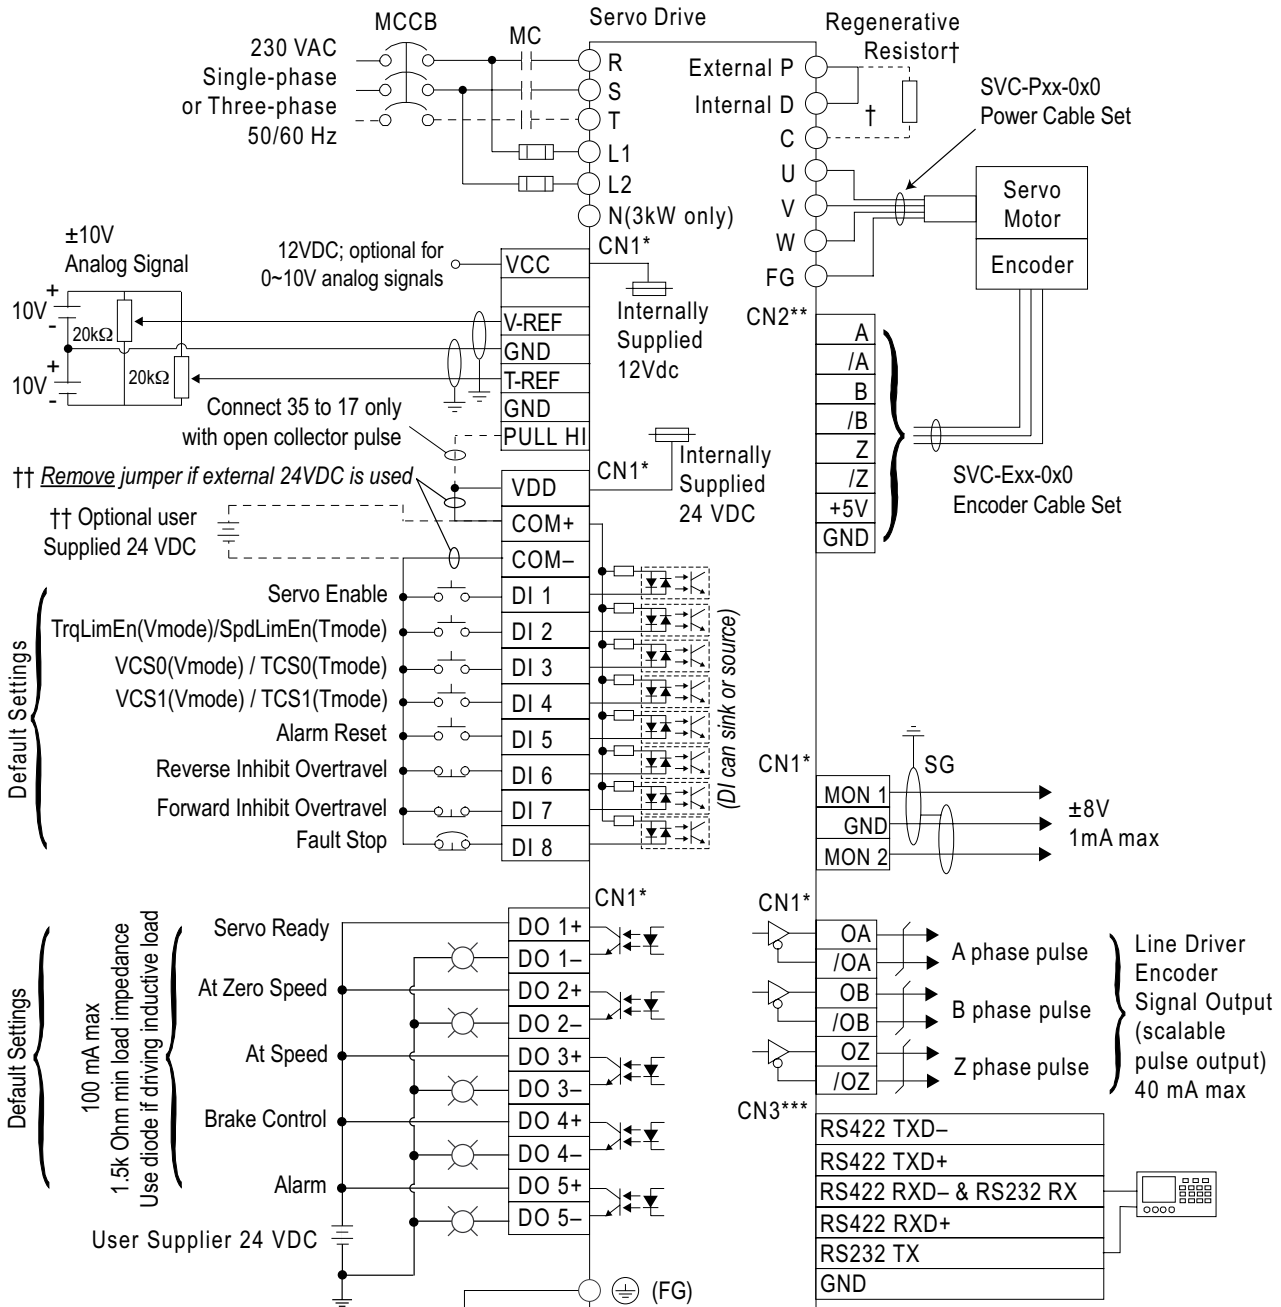 Servo Drive
MCCB
MC
230 VAC
Single-phase
or Three-phase
50/60 Hz
R
S
T
L1
L2
N(3kW only)
Regenerative
Resistor†
External P
Internal D
†
C
U
V
W
FG
SVC-Pxx-0x0
Power Cable Set
Servo
Motor
Encoder
±10V
Analog Signal
+
10V
-
20kΩ
+
10V
-
20kΩ
12VDC; optional for
0~10V analog signals
CN1*
VCC
V-REF
GND
T-REF
GND
PULL HI
Internally
Supplied
12Vdc
Connect 35 to 17 only
with open collector pulse
†† Remove jumper if external 24VDC is used
†† Optional user
Supplied 24 VDC
CN1*
VDD
COM+
COM–
Internally
Supplied
24 VDC
CN2**
A
/A
B
/B
Z
/Z
+5V
GND
SVC-Exx-0x0
Encoder Cable Set
Default Settings
Servo Enable
DI 1
TrqLimEn(Vmode)/SpdLimEn(Tmode)
DI 2
VCS0(Vmode) / TCS0(Tmode)
DI 3
VCS1(Vmode) / TCS1(Tmode)
DI 4
Alarm Reset
DI 5
Reverse Inhibit Overtravel
DI 6
Forward Inhibit Overtravel
DI 7
Fault Stop
DI 8
(DI can sink or source)
CN1*
SG
MON 1
GND
MON 2
±8V
1mA max
Default Settings
100 mA max
1.5k Ohm min load impedance
Use diode if driving inductive load
CN1*
Servo Ready
DO 1+
DO 1–
At Zero Speed
DO 2+
DO 2–
At Speed
DO 3+
DO 3–
Brake Control
DO 4+
DO 4–
Alarm
DO 5+
DO 5–
User Supplier 24 VDC
(FG)
CN1*
OA
/OA
A phase pulse
OB
/OB
B phase pulse
OZ
/OZ
Z phase pulse
Line Driver
Encoder
Signal Output
(scalable
pulse output)
40 mA max
CN3***
RS422 TXD–
RS422 TXD+
RS422 RXD– & RS232 RX
RS422 RXD+
RS232 TX
GND